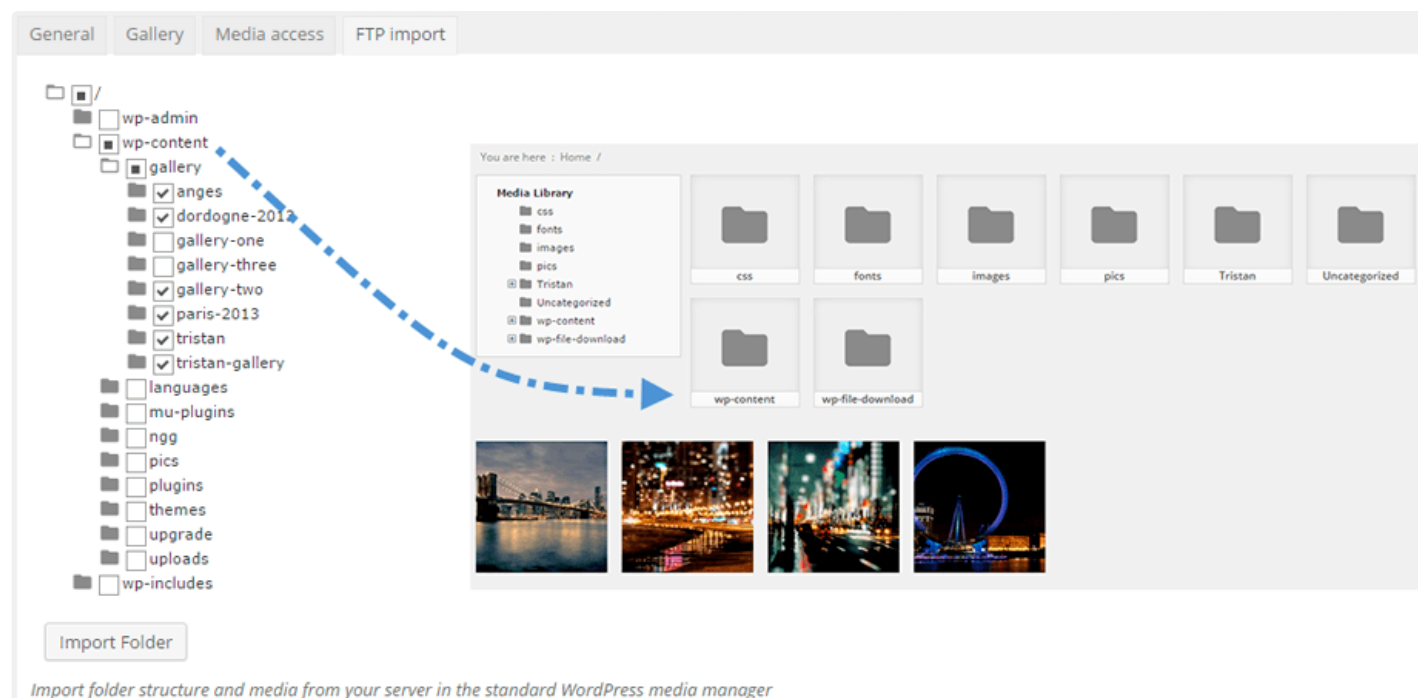 General Gallery Media access FTP import
/
wp-admin
wp-content
gallery
anges
dordogne-2012
gallery-one
gallery-three
gallery-two
paris-2013
tristan
tristan-gallery
languages
mu-plugins
ngg
pics
plugins
themes
upgrade
uploads
wp-includes
You are here : Home /
Media Library
css
fonts
images
pics
Tristan
Uncategorized
wp-content
wp-file-download
css fonts images pics Tristan Uncategorized
wp-content wp-file-download
Import Folder
Import folder structure and media from your server in the standard WordPress media manager